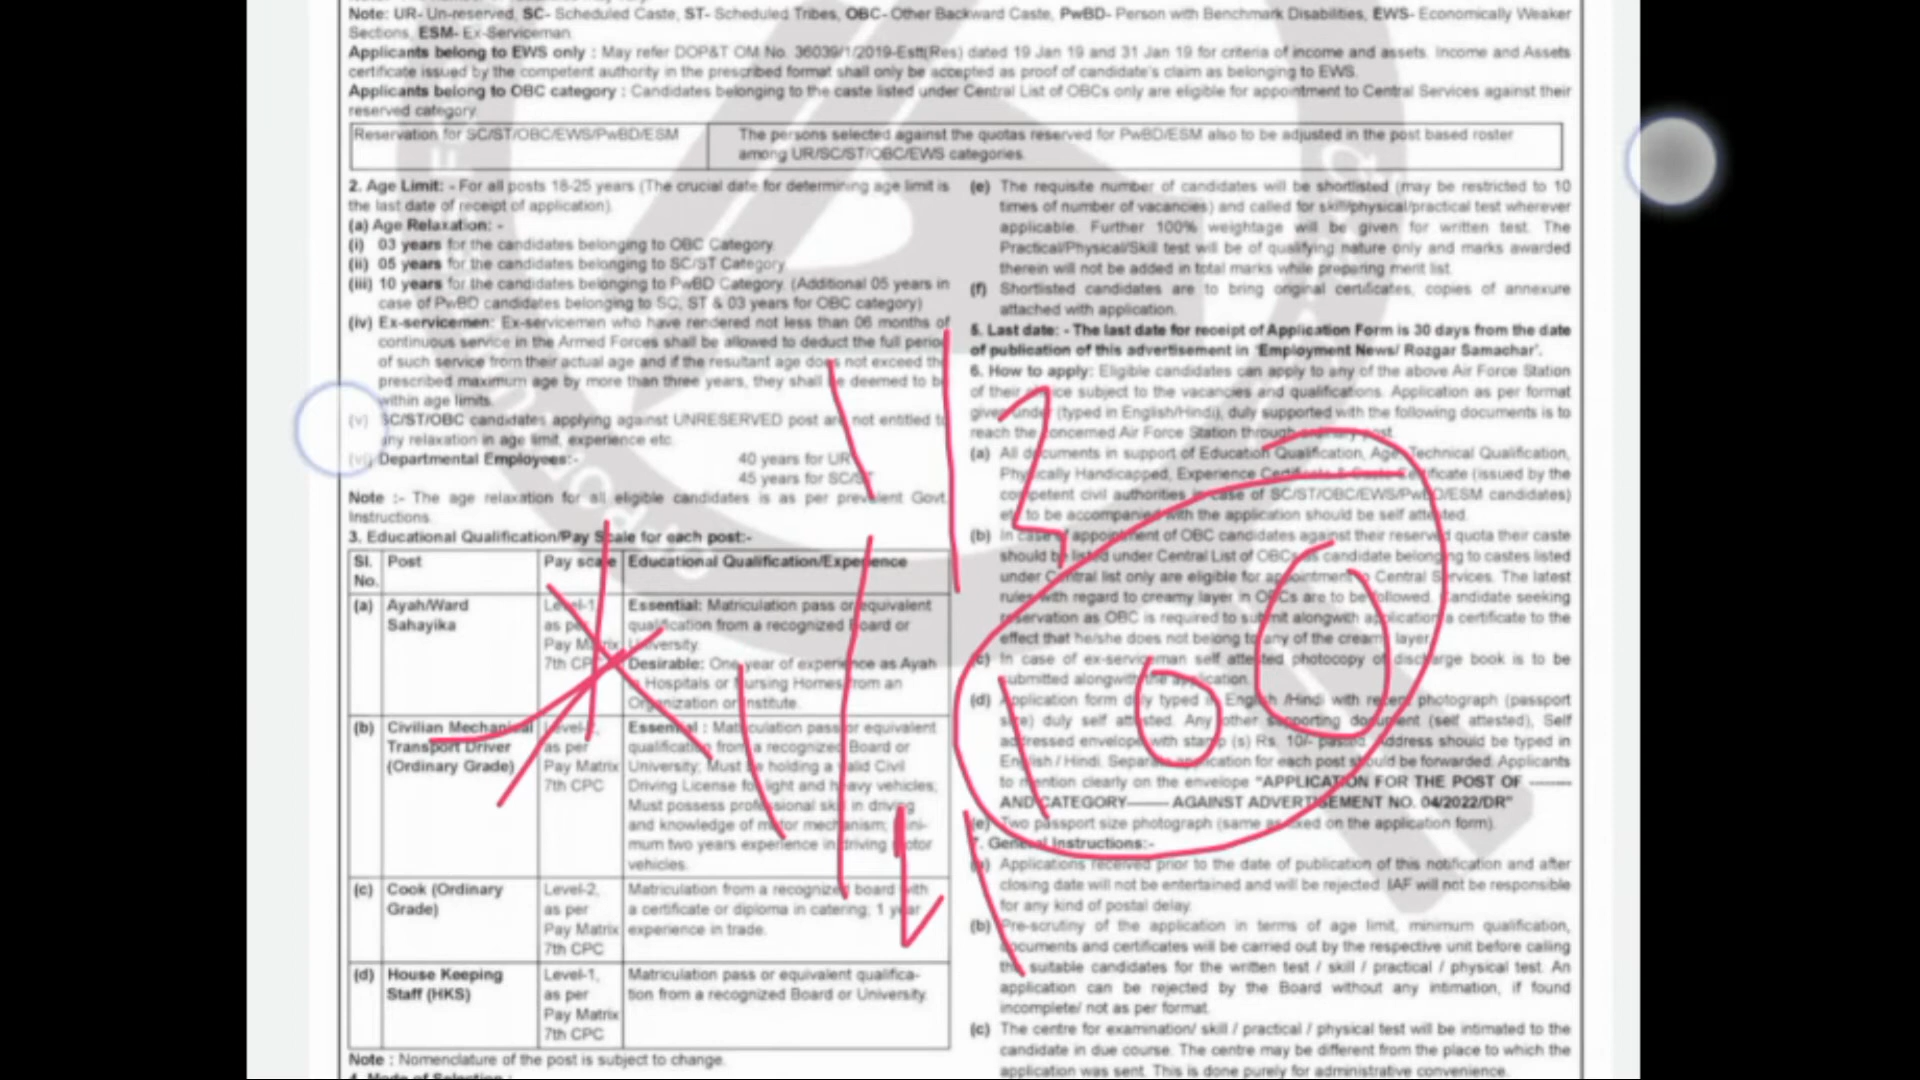 Note: UR- Un-reserved, SC- Scheduled Caste, ST- Scheduled Tribes, OBC- Other Backward Caste, PwBD- Person with Benchmark Disabilities, EWS- Economically Weaker
Sections, ESM- Ex-Serviceman.
Applicants belong to EWS only : May refer DOP&T OM No. 36039/1/2019-Estt(Res) dated 19 Jan 19 and 31 Jan 19 for criteria of income and assets. Income and Assets
certificate issued by the competent authority in the prescribed format shall only be accepted as proof of candidate's claim as belonging to EWS.
Applicants belong to OBC category : Candidates belonging to the caste listed under Central List of OBCs only are eligible for appointment to Central Services against their
reserved category.
Reservation for SC/ST/OBC/EWS/PwBD/ESM
The persons selected against the quotas reserved for PwBD/ESM also to be adjusted in the post based roster
among UR/SC/ST/OBC/EWS categories.
2. Age Limit: - For all posts 18-25 years (The crucial date for determining age limit is
the last date of receipt of application).
(a) Age Relaxation: -
(i) 03 years for the candidates belonging to OBC Category.
(ii) 05 years for the candidates belonging to SC/ST Category.
(iii) 10 years for the candidates belonging to PwBD Category. (Additional 05 years in
case of PwBD candidates belonging to SC, ST & 03 years for OBC category)
(iv) Ex-servicemen: Ex-servicemen who have rendered not less than 06 months of
continuous service in the Armed Forces shall be allowed to deduct the full period
of such service from their actual age and if the resultant age does not exceed the
prescribed maximum age by more than three years, they shall be deemed to be
within age limits.
(v) SC/ST/OBC candidates applying against UNRESERVED post are not entitled to
any relaxation in age limit, experience etc.
(vi) Departmental Employees:- 40 years for UR
45 years for SC/ST
Note :- The age relaxation for all eligible candidates is as per prevalent Govt.
Instructions.
3. Educational Qualification/Pay Scale for each post:-
Sl. No. Post Pay scale Educational Qualification/Experience
(a) Ayah/Ward
Sahayika
Level-1,
as per
Pay Matrix
7th CPC
Essential: Matriculation pass or equivalent
qualification from a recognized Board or
University.
Desirable: One year of experience as Ayah
in Hospitals or Nursing Homes from an
Organization or Institute.
(b) Civilian Mechanical
Transport Driver
(Ordinary Grade)
Level-2,
as per
Pay Matrix
7th CPC
Essential : Matriculation pass or equivalent
qualification from a recognized Board or
University; Must be holding a valid Civil
Driving License for light and heavy vehicles;
Must possess professional skill in driving
and knowledge of motor mechanism; mini-
mum two years experience in driving motor
vehicles.
(c) Cook (Ordinary
Grade)
Level-2,
as per
Pay Matrix
7th CPC
Matriculation from a recognized board with
a certificate or diploma in catering; 1 year
experience in trade.
(d) House Keeping
Staff (HKS)
Level-1,
as per
Pay Matrix
7th CPC
Matriculation pass or equivalent qualifica-
tion from a recognized Board or University.
Note : Nomenclature of the post is subject to change.
4. Mode of Selection :
(e) The requisite number of candidates will be shortlisted (may be restricted to 10
times of number of vacancies) and called for skill/physical/practical test wherever
applicable. Further 100% weightage will be given for written test. The
Practical/Physical/Skill test will be of qualifying nature only and marks awarded
therein will not be added in total marks while preparing merit list.
(f) Shortlisted candidates are to bring original certificates, copies of annexure
attached with application.
5. Last date: - The last date for receipt of Application Form is 30 days from the date
of publication of this advertisement in 'Employment News/ Rozgar Samachar'.
6. How to apply: Eligible candidates can apply to any of the above Air Force Station
of their choice subject to the vacancies and qualifications. Application as per format
given under (typed in English/Hindi), duly supported with the following documents is to
reach the concerned Air Force Station through ordinary post.
(a) All documents in support of Education Qualification, Age, Technical Qualification,
Physically Handicapped, Experience Certificate & Caste Certificate (issued by the
competent civil authorities in case of SC/ST/OBC/EWS/PwBD/ESM candidates)
etc. to be accompanied with the application should be self attested.
(b) In case of appointment of OBC candidates against their reserved quota their caste
should be listed under Central List of OBCs as candidate belonging to castes listed
under Central list only are eligible for appointment to Central Services. The latest
rules with regard to creamy layer in OBCs are to be followed. Candidate seeking
reservation as OBC is required to submit alongwith application a certificate to the
effect that he/she does not belong to any of the creamy layer.
(c) In case of ex-serviceman self attested photocopy of discharge book is to be
submitted alongwith the application.
(d) Application form duly typed in English /Hindi with recent photograph (passport
size) duly self attested. Any other supporting document (self attested), Self
addressed envelope with stamp (s) Rs. 10/- pasted. Address should be typed in
English / Hindi. Separate application for each post should be forwarded. Applicants
to mention clearly on the envelope "APPLICATION FOR THE POST OF ———
AND CATEGORY——— AGAINST ADVERTISEMENT NO. 04/2022/DR"
(e) Two passport size photograph (same as fixed on the application form).
7. General Instructions:-
(a) Applications received prior to the date of publication of this notification and after
closing date will not be entertained and will be rejected. IAF will not be responsible
for any kind of postal delay.
(b) Pre-scrutiny of the application in terms of age limit, minimum qualification,
documents and certificates will be carried out by the respective unit before calling
the suitable candidates for the written test / skill / practical / physical test. An
application can be rejected by the Board without any intimation, if found
incomplete/ not as per format.
(c) The centre for examination/ skill / practical / physical test will be intimated to the
candidate in due course. The centre may be different from the place to which the
application was sent. This is done purely for administrative convenience.